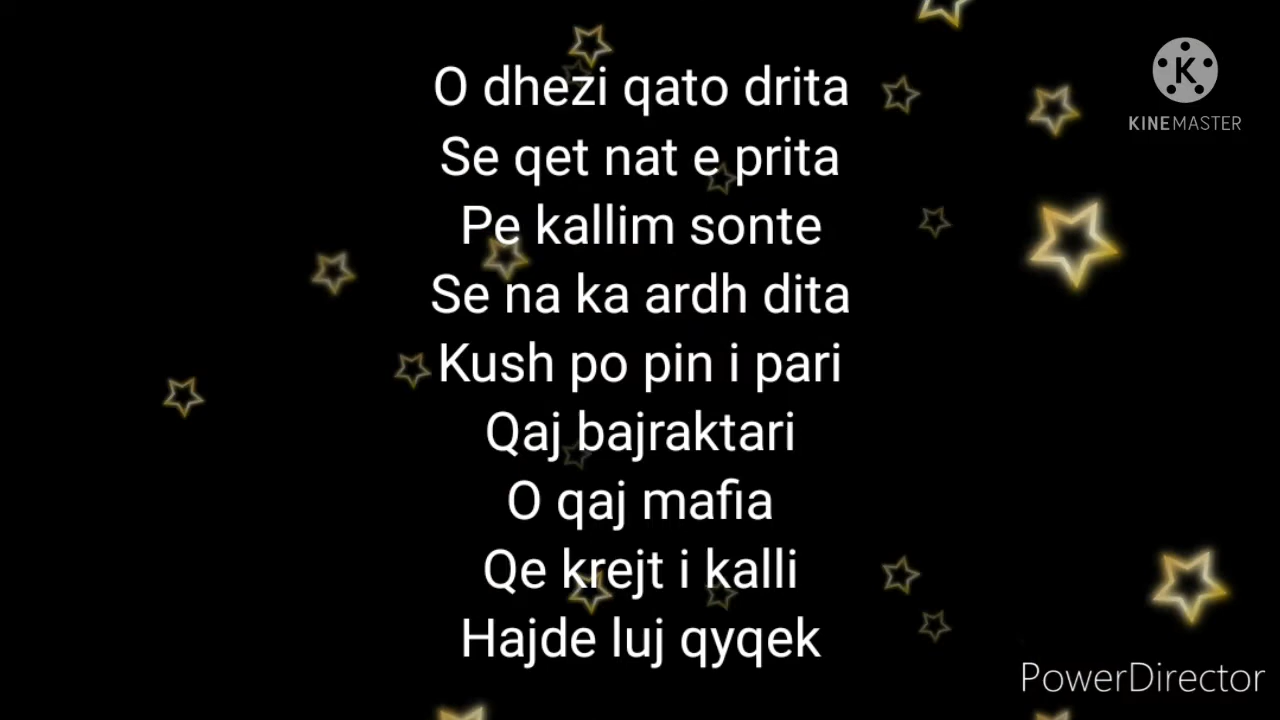 O dhezi qato drita
Se qet nat e prita
Pe kallim sonte
Se na ka ardh dita
Kush po pin i pari
Qaj bajraktari
O qaj mafia
Qe krejt i kalli
Hajde luj qyqek
K
KINEMASTER
PowerDirector